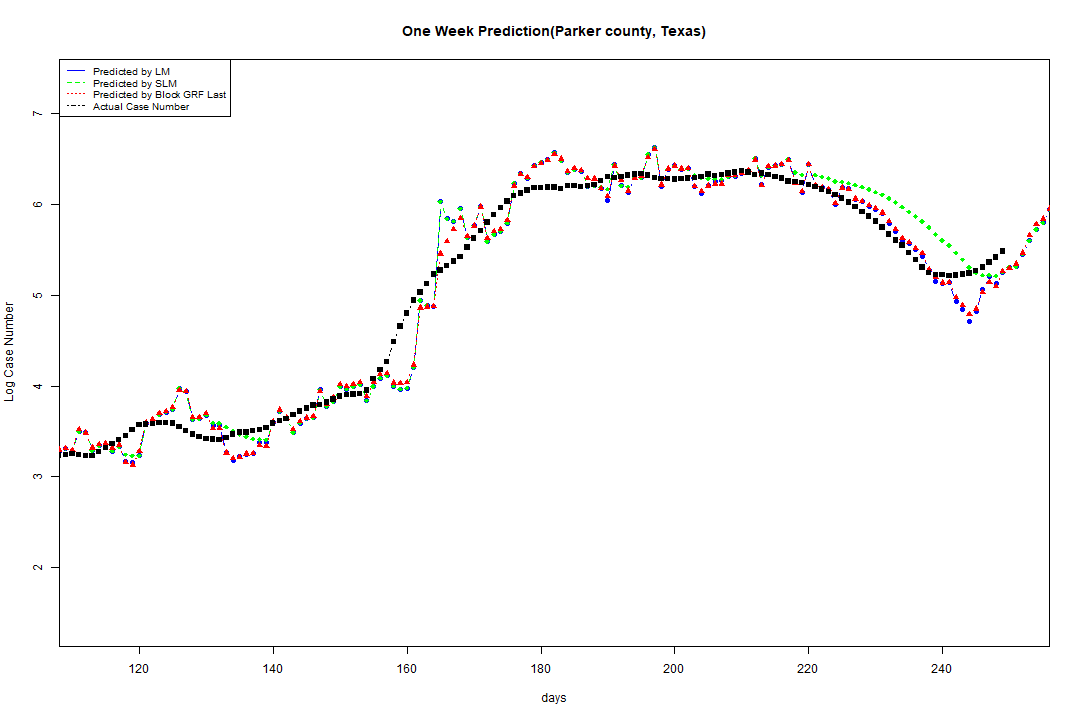 One Week Prediction(Parker county, Texas)
Predicted by LM
Predicted by SLM
Predicted by Block GRF Last
Actual Case Number
7
6
5
4
3
2
Log Case Number
120 140 160 180 200 220 240
days